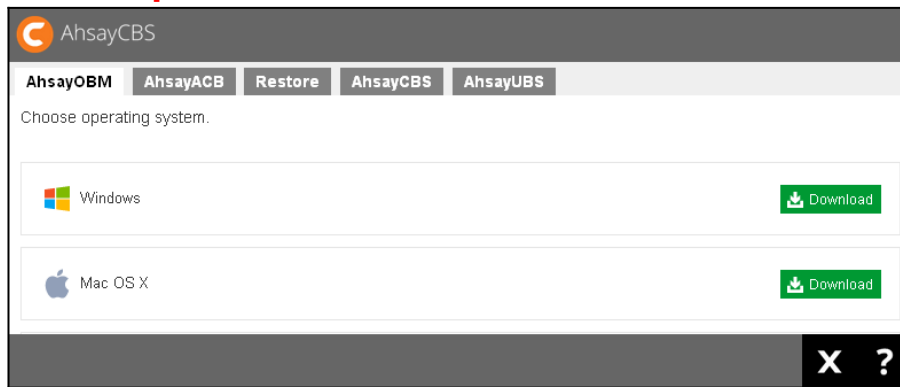 AhsayCBS
AhsayOBM AhsayACB Restore AhsayCBS AhsayUBS
Choose operating system.
Windows Download
Mac OS X Download
X ?